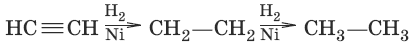 HC≡CH H₂/Ni→ CH₂—CH₂ H₂/Ni→ CH₃—CH₃